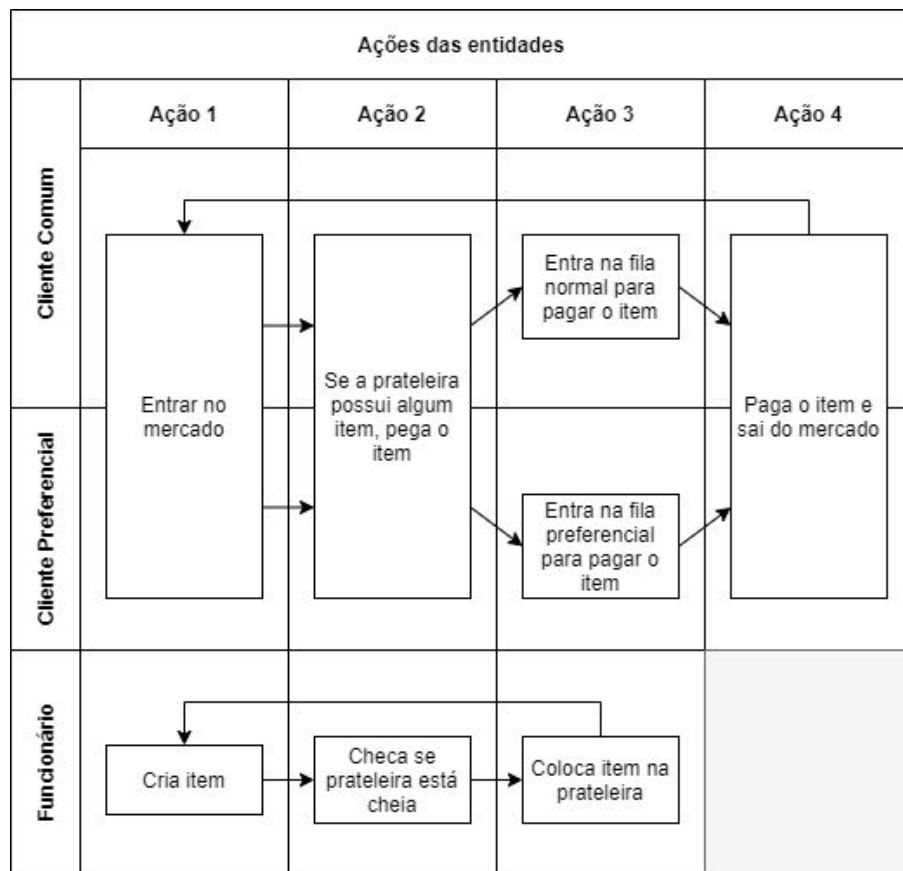 Ações das entidades
Ação 1
Ação 2
Ação 3
Ação 4
Cliente Comum
Entrar no
mercado
Se a prateleira
possui algum
item, pega o
item
Entra na fila
normal para
pagar o item
Paga o item e
sai do mercado
Cliente Preferencial
Entra na fila
preferencial
para pagar o
item
Funcionário
Cria item
Checa se
prateleira está
cheia
Coloca item na
prateleira